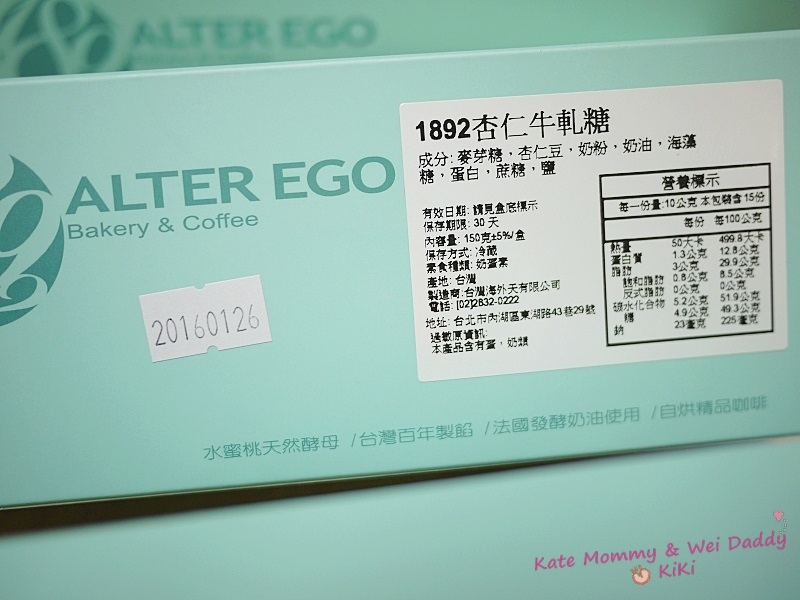 ALTER EGO
ALTER EGO
Bakery & Coffee
20160126
1892杏仁牛軋糖
成分: 麥芽糖，杏仁豆，奶粉，奶油，海藻
糖，蛋白，蔗糖，鹽
有效日期: 請見盒底標示
保存期限: 30 天
內容量: 150克±5%/盒
保存方式: 冷藏
素食種類: 奶蛋素
產地: 台灣
製造商: 台灣海外天有限公司
電話: [02]2832-0222
地址: 台北市內湖區東湖路43巷29號
過敏原資訊:
本產品含有蛋，奶類
營養標示
每一份量:10公克 本包裝含15份
每份 每100公克
熱量 50大卡 499.8大卡
蛋白質 1.3公克 12.8公克
脂肪 3公克 29.9公克
飽和脂肪 0.8公克 8.5公克
反式脂肪 0公克 0公克
碳水化合物 5.2公克 51.9公克
糖 4.9公克 49.3公克
鈉 23毫克 225毫克
水蜜桃天然酵母 /台灣百年製餡 /法國發酵奶油使用 /自烘精品咖啡
Kate Mommy & Wei Daddy
KiKi